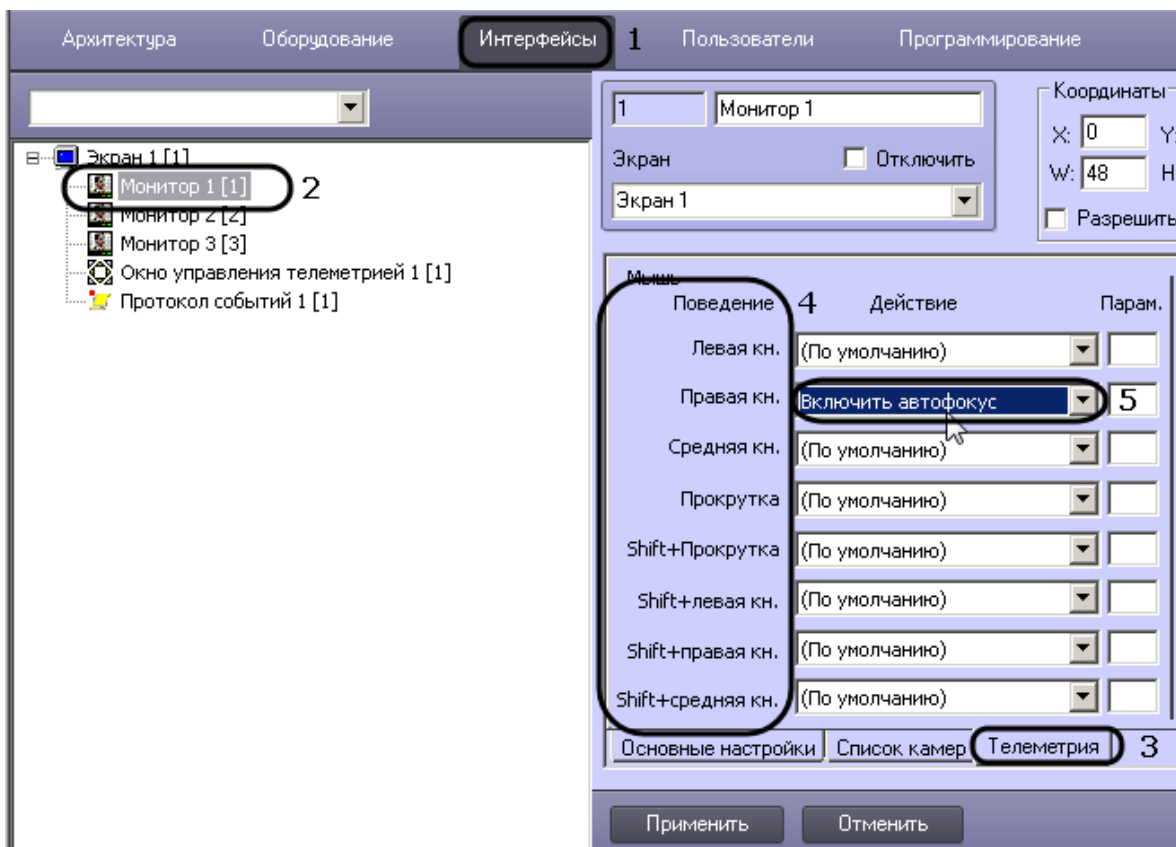 Архитектура Оборудование Интерфейсы 1 Пользователи Программирование
1 Монитор 1 Координаты
X: 0 Y:
Экран Отключить
W: 48 H
Экран 1
Разрешить
Экран 1 [1]
Монитор 1 [1] 2
Монитор 2 [2]
Монитор 3 [3]
Окно управления телеметрией 1 [1]
Протокол событий 1 [1]
Мышь
Поведение 4 Действие Парам.
Левая кн. (По умолчанию)
Правая кн. Включить автофокус 5
Средняя кн. (По умолчанию)
Прокрутка (По умолчанию)
Shift+Прокрутка (По умолчанию)
Shift+левая кн. (По умолчанию)
Shift+правая кн. (По умолчанию)
Shift+средняя кн. (По умолчанию)
Основные настройки Список камер Телеметрия 3
Применить Отменить